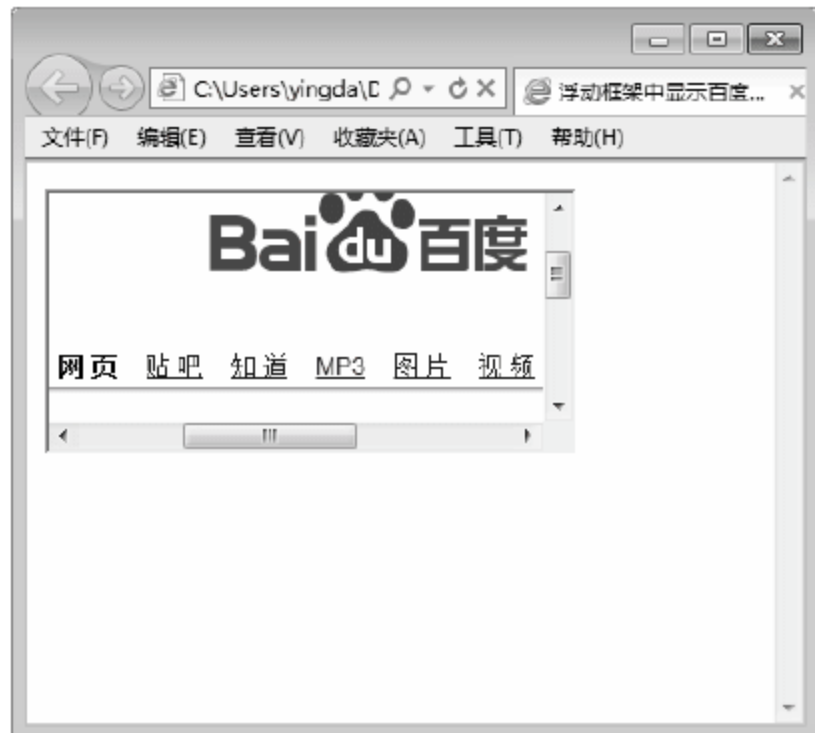 C:\Users\yingda\D
浮动框架中显示百度...
文件(F) 编辑(E) 查看(V) 收藏夹(A) 工具(T) 帮助(H)
Bai du 百度
网页 贴吧 知道 MP3 图片 视频